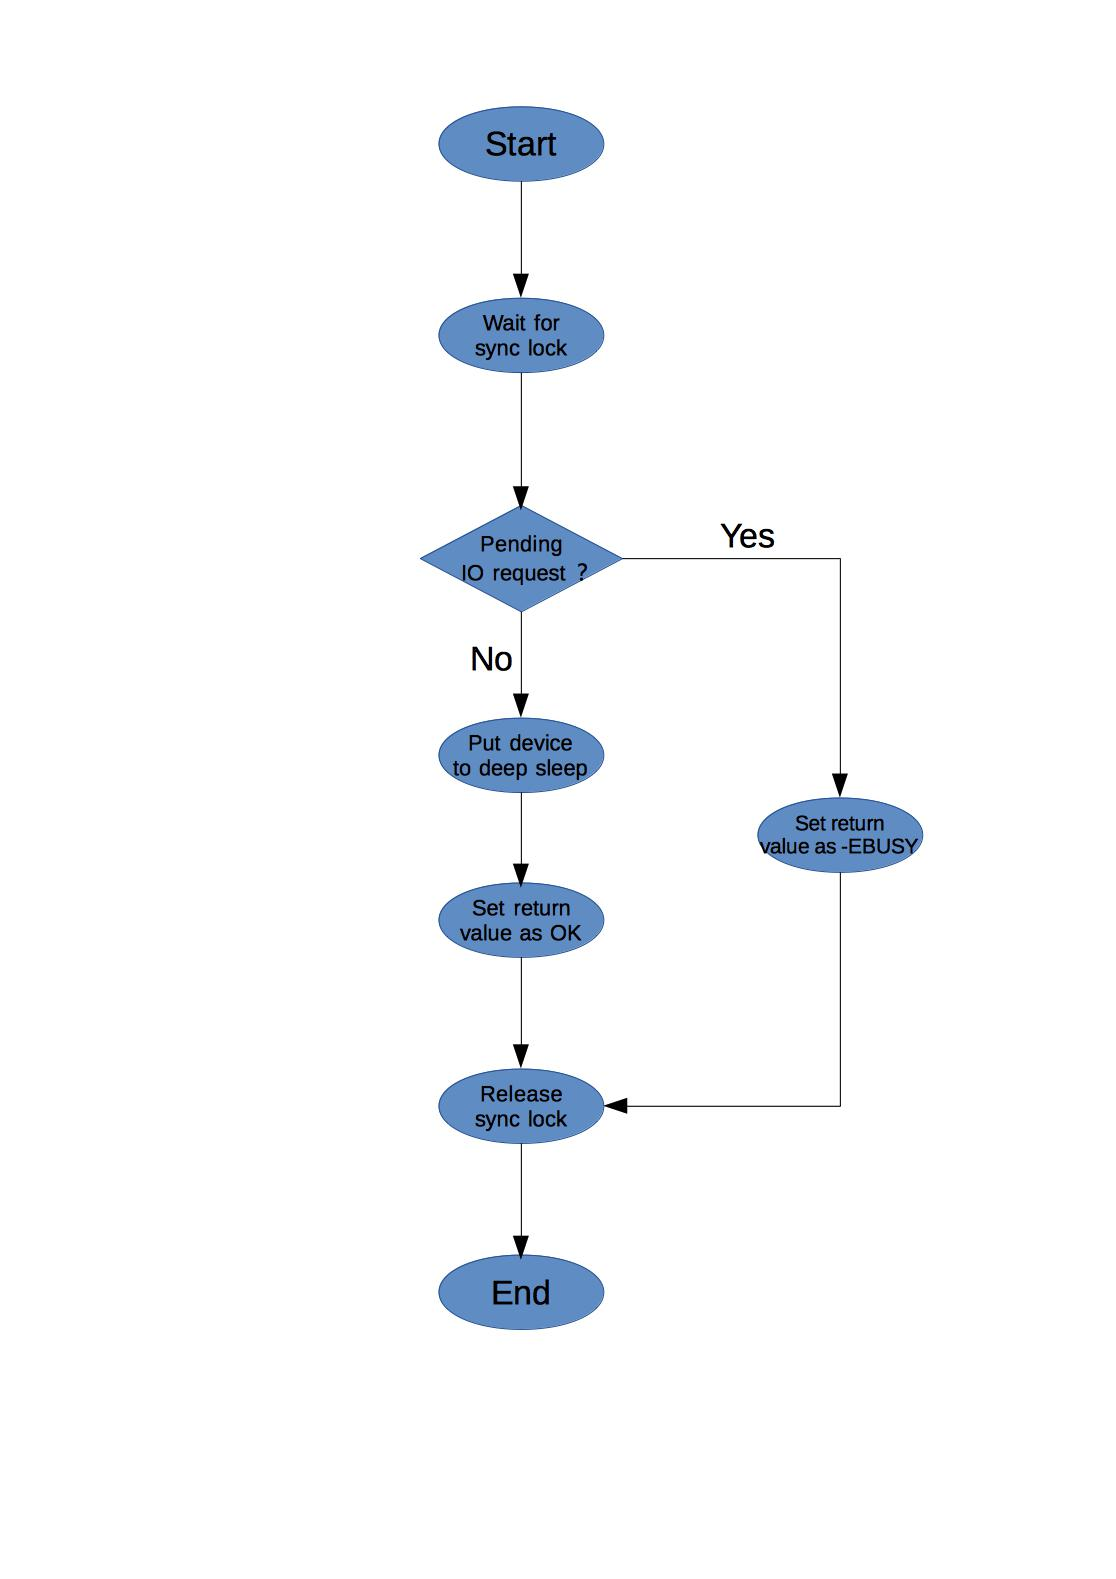 Start
Wait for
sync lock
Pending
IO request ?
Yes
No
Put device
to deep sleep
Set return
value as -EBUSY
Set return
value as OK
Release
sync lock
End